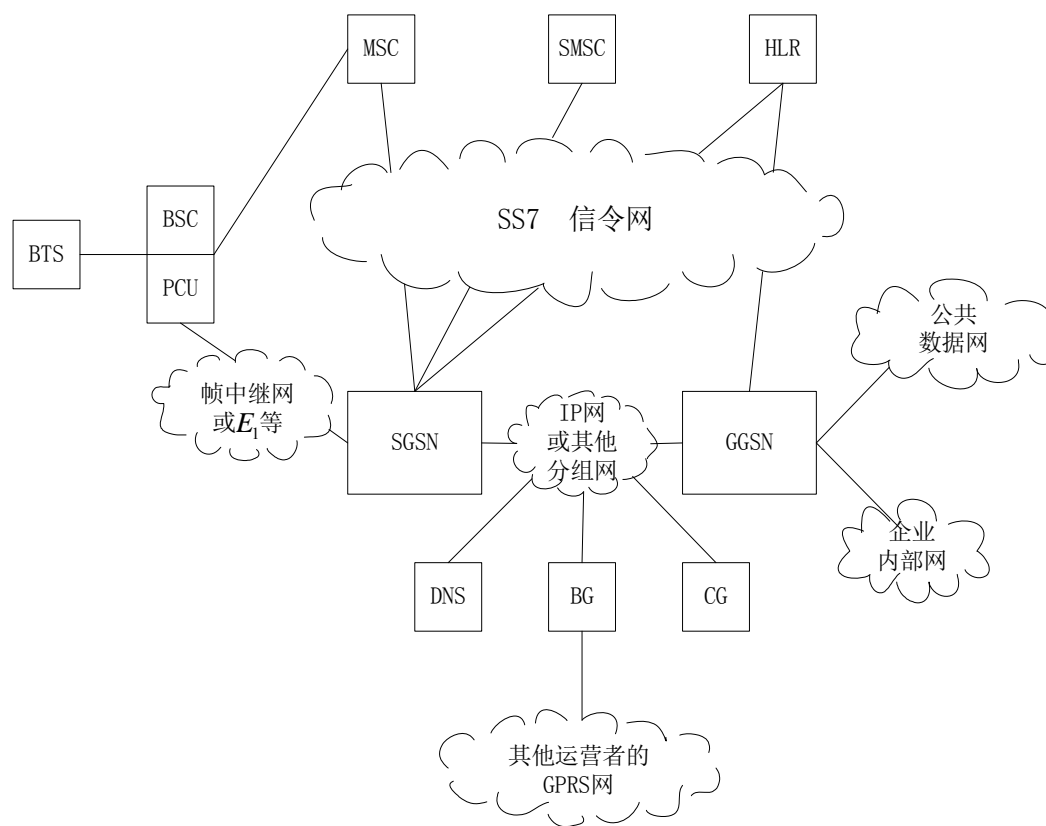 MSC
SMSC
HLR
SS7 信令网
BSC
BTS
PCU
公共
数据网
帧中继网
或E1等
SGSN
IP网
或其他
分组网
GGSN
企业
内部网
DNS
BG
CG
其他运营者的
GPRS网